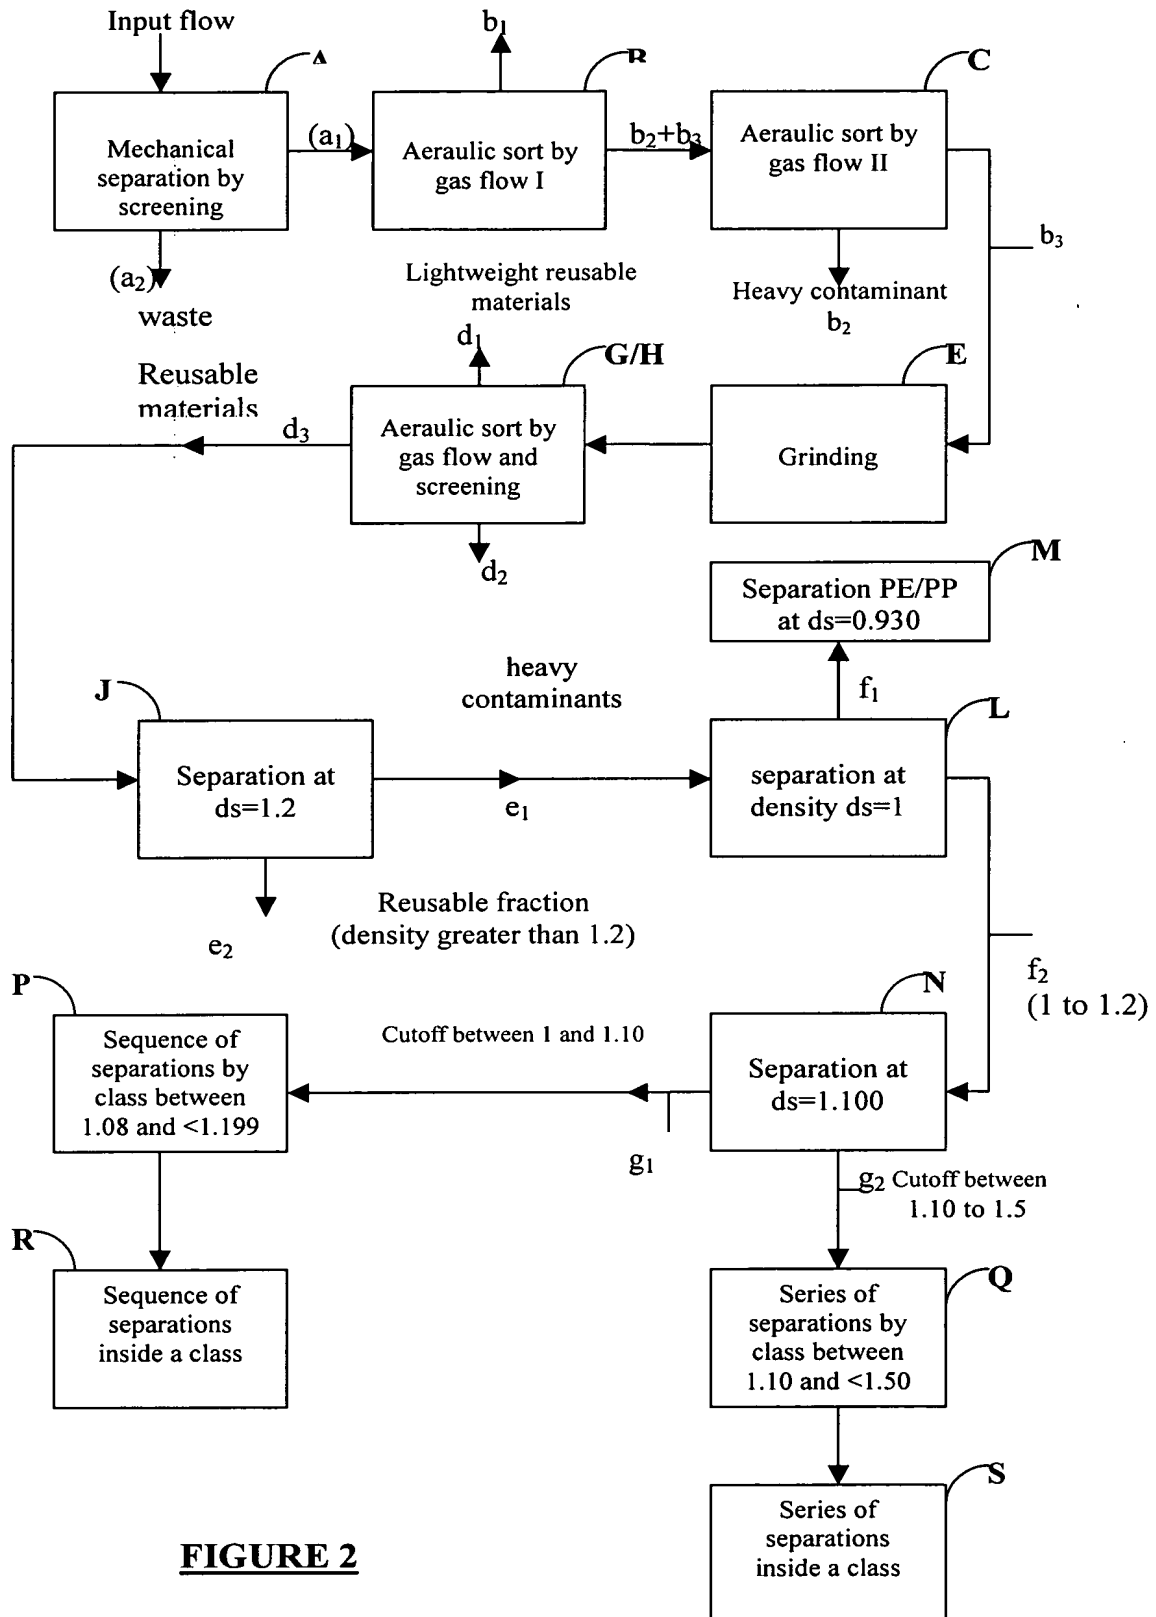 Input flow
b₁
A
B
C
Mechanical
separation by
screening
(a₁)
Aeraulic sort by
gas flow I
b₂+b₃
Aeraulic sort by
gas flow II
b₃
(a₂)
waste
Lightweight reusable
materials
Heavy contaminant
b₂
d₁
G/H
E
Reusable
materials
d₃
Aeraulic sort by
gas flow and
screening
Grinding
d₂
M
Separation PE/PP
at ds=0.930
heavy
contaminants
f₁
J
L
Separation at
ds=1.2
e₁
separation at
density ds=1
e₂
Reusable fraction
(density greater than 1.2)
f₂
(1 to 1.2)
P
N
Sequence of
separations by
class between
1.08 and <1.199
Cutoff between 1 and 1.10
Separation at
ds=1.100
g₁
g₂ Cutoff between
1.10 to 1.5
R
Q
Sequence of
separations
inside a class
Series of
separations by
class between
1.10 and <1.50
S
Series of
separations
inside a class
FIGURE 2